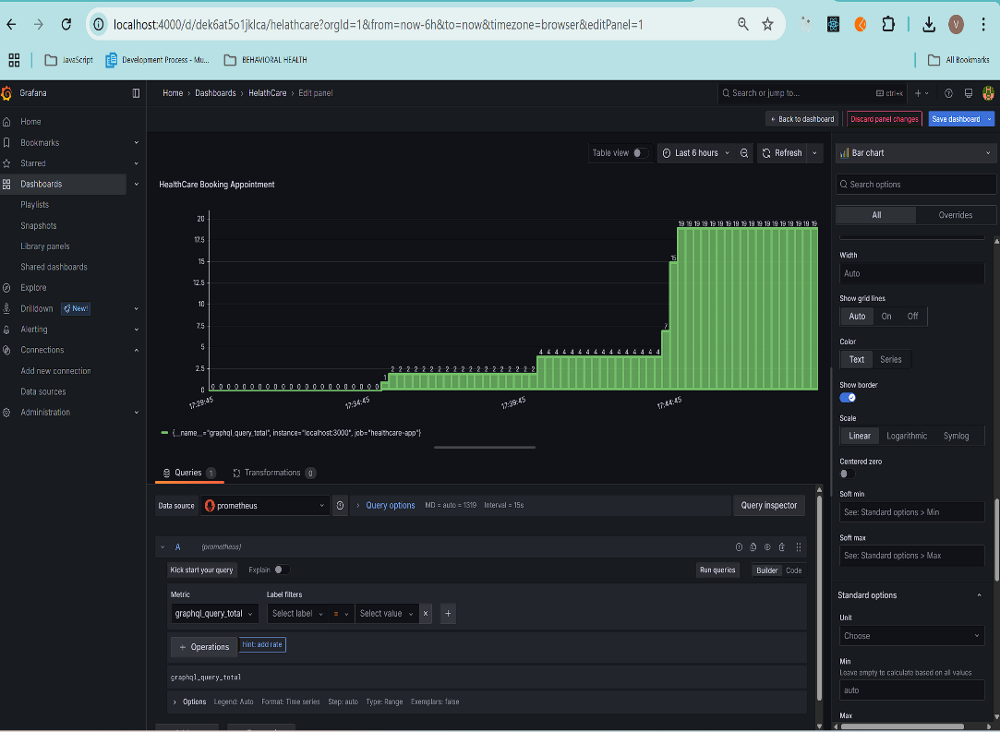 localhost:4000/d/dek6at5o1jklca/helathcare?orgId=1&from=now-6h&to=now&timezone=browser&editPanel=1
V
JavaScript
Development Process - Mu...
BEHAVIORAL HEALTH
All Bookmarks
Grafana
Home › Dashboards › HelathCare › Edit panel
Search or jump to...
ctrl+k
Back to dashboard
Discard panel changes
Save dashboard
Home
Bookmarks
Starred
Dashboards
Playlists
Snapshots
Library panels
Shared dashboards
Explore
Drilldown
New!
Alerting
Connections
Add new connection
Data sources
Administration
Table view
Last 6 hours
Refresh
HealthCare Booking Appointment
20
17.5
15
12.5
10
7.5
5
2.5
0
0 0 0 0 0 0 0 0 0 0 0 0 0 0 0 0 0 0 0 0 0
1
2 2 2 2 2 2 2 2 2 2 2 2 2 2 2 2 2 2
4 4 4 4 4 4 4 4 4 4 4 4 4 4 4
7
15
19 19 19 19 19 19 19 19 19 19 19 19 19 19 19 19 19
17:29:45
17:34:45
17:39:45
17:44:45
{__name__="graphql_query_total", instance="localhost:3000", job="healthcare-app"}
Queries 1
Transformations 0
Data source
prometheus
› Query options
MD = auto = 1319
Interval = 15s
Query inspector
A
(prometheus)
Kick start your query
Explain
Run queries
Builder
Code
Metric
Label filters
graphql_query_total
Select label
=
Select value
x
+
+ Operations
hint: add rate
graphql_query_total
› Options
Legend: Auto
Format: Time series
Step: auto
Type: Range
Exemplars: false
Bar chart
Search options
All
Overrides
Width
Auto
Show grid lines
Auto
On
Off
Color
Text
Series
Show border
Scale
Linear
Logarithmic
Symlog
Centered zero
Soft min
See: Standard options > Min
Soft max
See: Standard options > Max
Standard options
Unit
Choose
Min
Leave empty to calculate based on all values
auto
Max